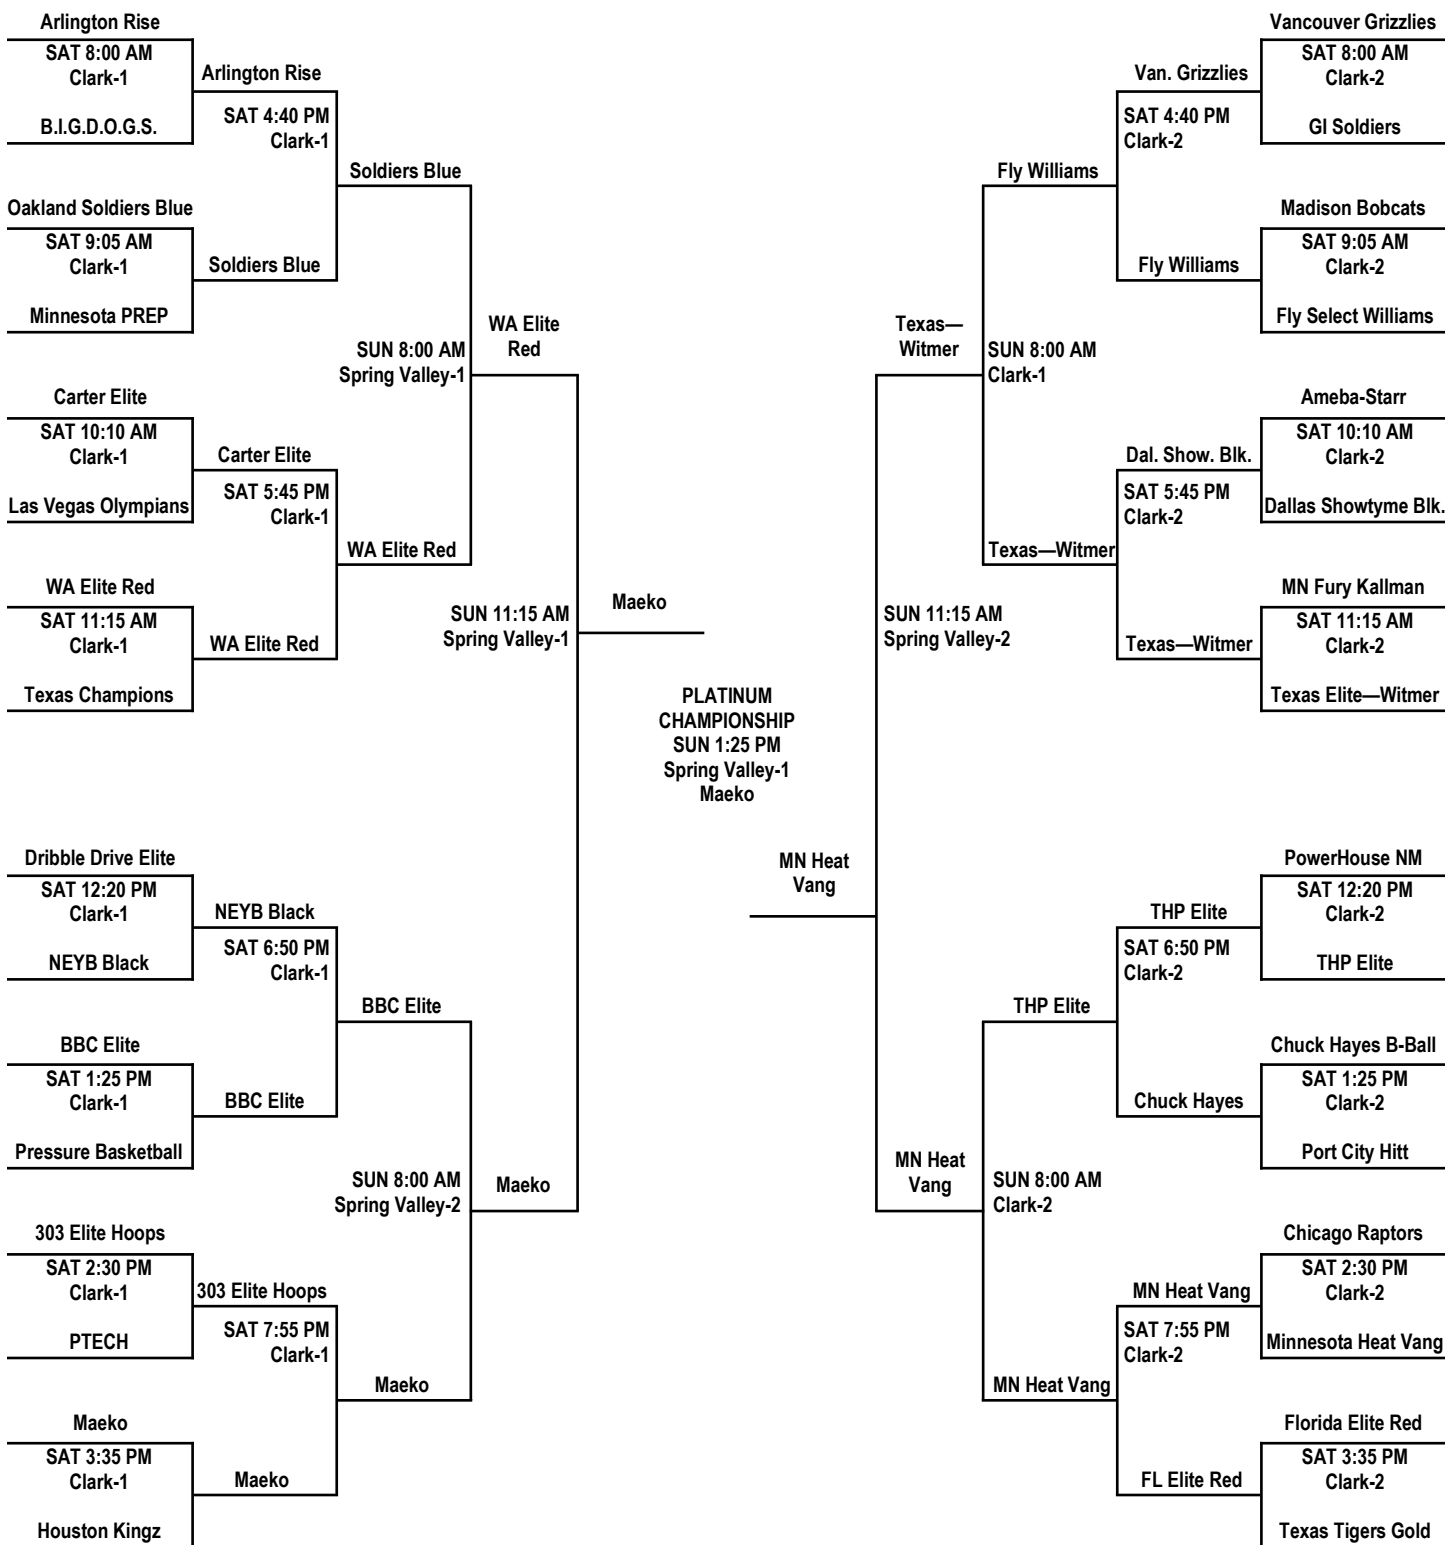 Arlington Rise
SAT 8:00 AM
Clark-1
B.I.G.D.O.G.S.
Oakland Soldiers Blue
SAT 9:05 AM
Clark-1
Minnesota PREP
Carter Elite
SAT 10:10 AM
Clark-1
Las Vegas Olympians
WA Elite Red
SAT 11:15 AM
Clark-1
Texas Champions
Dribble Drive Elite
SAT 12:20 PM
Clark-1
NEYB Black
BBC Elite
SAT 1:25 PM
Clark-1
Pressure Basketball
303 Elite Hoops
SAT 2:30 PM
Clark-1
PTECH
Maeko
SAT 3:35 PM
Clark-1
Houston Kingz
Arlington Rise
SAT 4:40 PM
Clark-1
Soldiers Blue
Carter Elite
SAT 5:45 PM
Clark-1
WA Elite Red
NEYB Black
SAT 6:50 PM
Clark-1
BBC Elite
303 Elite Hoops
SAT 7:55 PM
Clark-1
Maeko
Soldiers Blue
SUN 8:00 AM
Spring Valley-1
WA Elite Red
BBC Elite
SUN 8:00 AM
Spring Valley-2
Maeko
WA Elite
Red
SUN 11:15 AM
Spring Valley-1
Maeko
Maeko
PLATINUM
CHAMPIONSHIP
SUN 1:25 PM
Spring Valley-1
Maeko
MN Heat
Vang
Texas—
Witmer
SUN 11:15 AM
Spring Valley-2
MN Heat
Vang
Fly Williams
SUN 8:00 AM
Clark-1
Texas—Witmer
THP Elite
SUN 8:00 AM
Clark-2
MN Heat Vang
Van. Grizzlies
SAT 4:40 PM
Clark-2
Fly Williams
Dal. Show. Blk.
SAT 5:45 PM
Clark-2
Texas—Witmer
THP Elite
SAT 6:50 PM
Clark-2
Chuck Hayes
MN Heat Vang
SAT 7:55 PM
Clark-2
FL Elite Red
Vancouver Grizzlies
SAT 8:00 AM
Clark-2
GI Soldiers
Madison Bobcats
SAT 9:05 AM
Clark-2
Fly Select Williams
Ameba-Starr
SAT 10:10 AM
Clark-2
Dallas Showtyme Blk.
MN Fury Kallman
SAT 11:15 AM
Clark-2
Texas Elite—Witmer
PowerHouse NM
SAT 12:20 PM
Clark-2
THP Elite
Chuck Hayes B-Ball
SAT 1:25 PM
Clark-2
Port City Hitt
Chicago Raptors
SAT 2:30 PM
Clark-2
Minnesota Heat Vang
Florida Elite Red
SAT 3:35 PM
Clark-2
Texas Tigers Gold